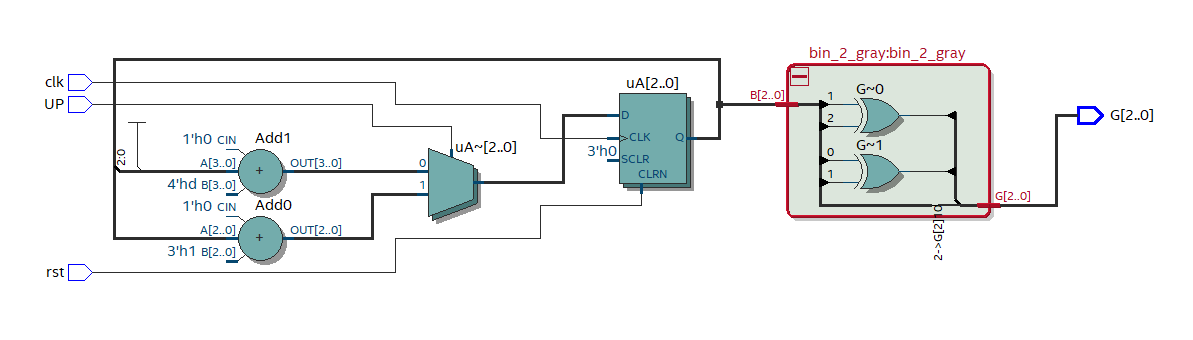 bin_2_gray:bin_2_gray
clk
UP
uA[2..0]
B[2..0]
G~0
1
2
G[2..0]
D
CLK
Q
3'h0
SCLR
CLRN
G~1
0
1
G[2..0]
2->G[2]10
2:0
1'h0 CIN
Add1
A[3..0]
OUT[3..0]
4'hd B[3..0]
+
uA~[2..0]
0
1
1'h0 CIN
Add0
A[2..0]
OUT[2..0]
3'h1 B[2..0]
+
rst